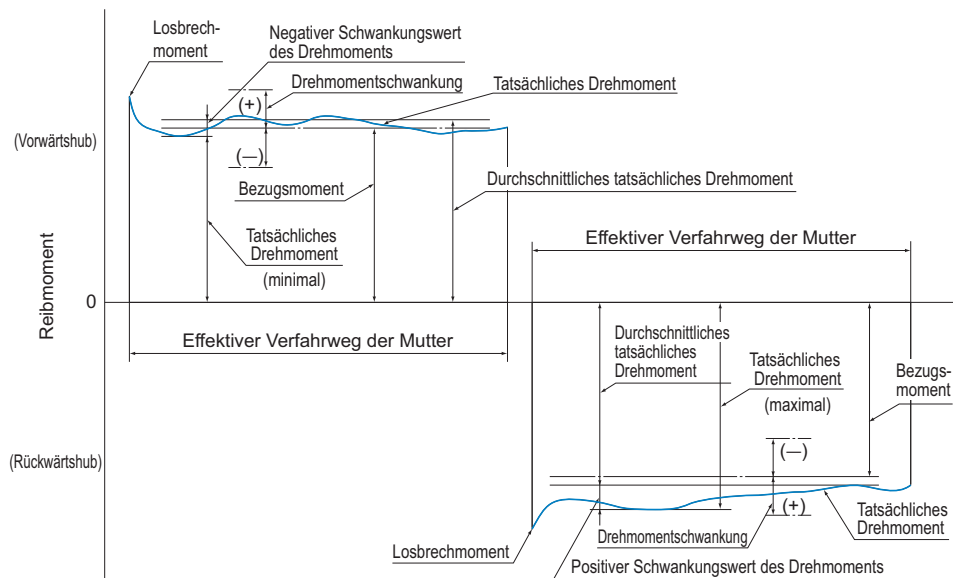 Losbrech-
moment
Negativer Schwankungswert
des Drehmoments
Drehmomentschwankung
Tatsächliches Drehmoment
(+)
(Vorwärtshub)
(—)
Bezugsmoment
Durchschnittliches tatsächliches Drehmoment
Tatsächliches
Drehmoment
(minimal)
Effektiver Verfahrweg der Mutter
Reibmoment
0
Effektiver Verfahrweg der Mutter
Durchschnittliches
tatsächliches
Drehmoment
Tatsächliches
Drehmoment
(maximal)
Bezugs-
moment
(—)
(Rückwärtshub)
(+)
Tatsächliches
Drehmoment
Drehmomentschwankung
Losbrechmoment
Positiver Schwankungswert des Drehmoments